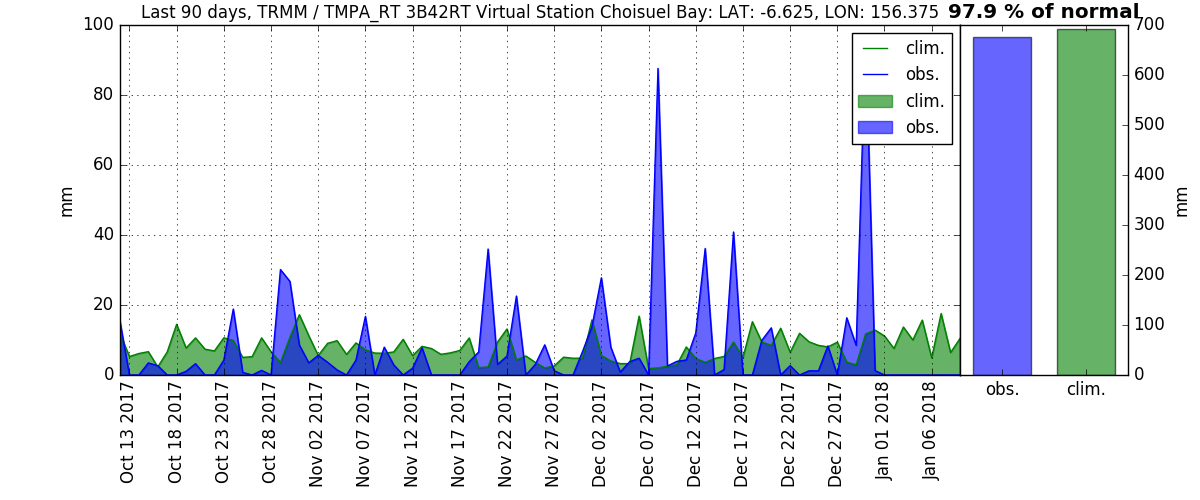 Last 90 days, TRMM / TMPA_RT 3B42RT Virtual Station Choisuel Bay: LAT: -6.625, LON: 156.375 97.9 % of normal
clim.
obs.
clim.
obs.
mm
100
80
60
40
20
0
Oct 13 2017
Oct 18 2017
Oct 23 2017
Oct 28 2017
Nov 02 2017
Nov 07 2017
Nov 12 2017
Nov 17 2017
Nov 22 2017
Nov 27 2017
Dec 02 2017
Dec 07 2017
Dec 12 2017
Dec 17 2017
Dec 22 2017
Dec 27 2017
Jan 01 2018
Jan 06 2018
700
600
500
400
300
200
100
0
mm
obs.
clim.